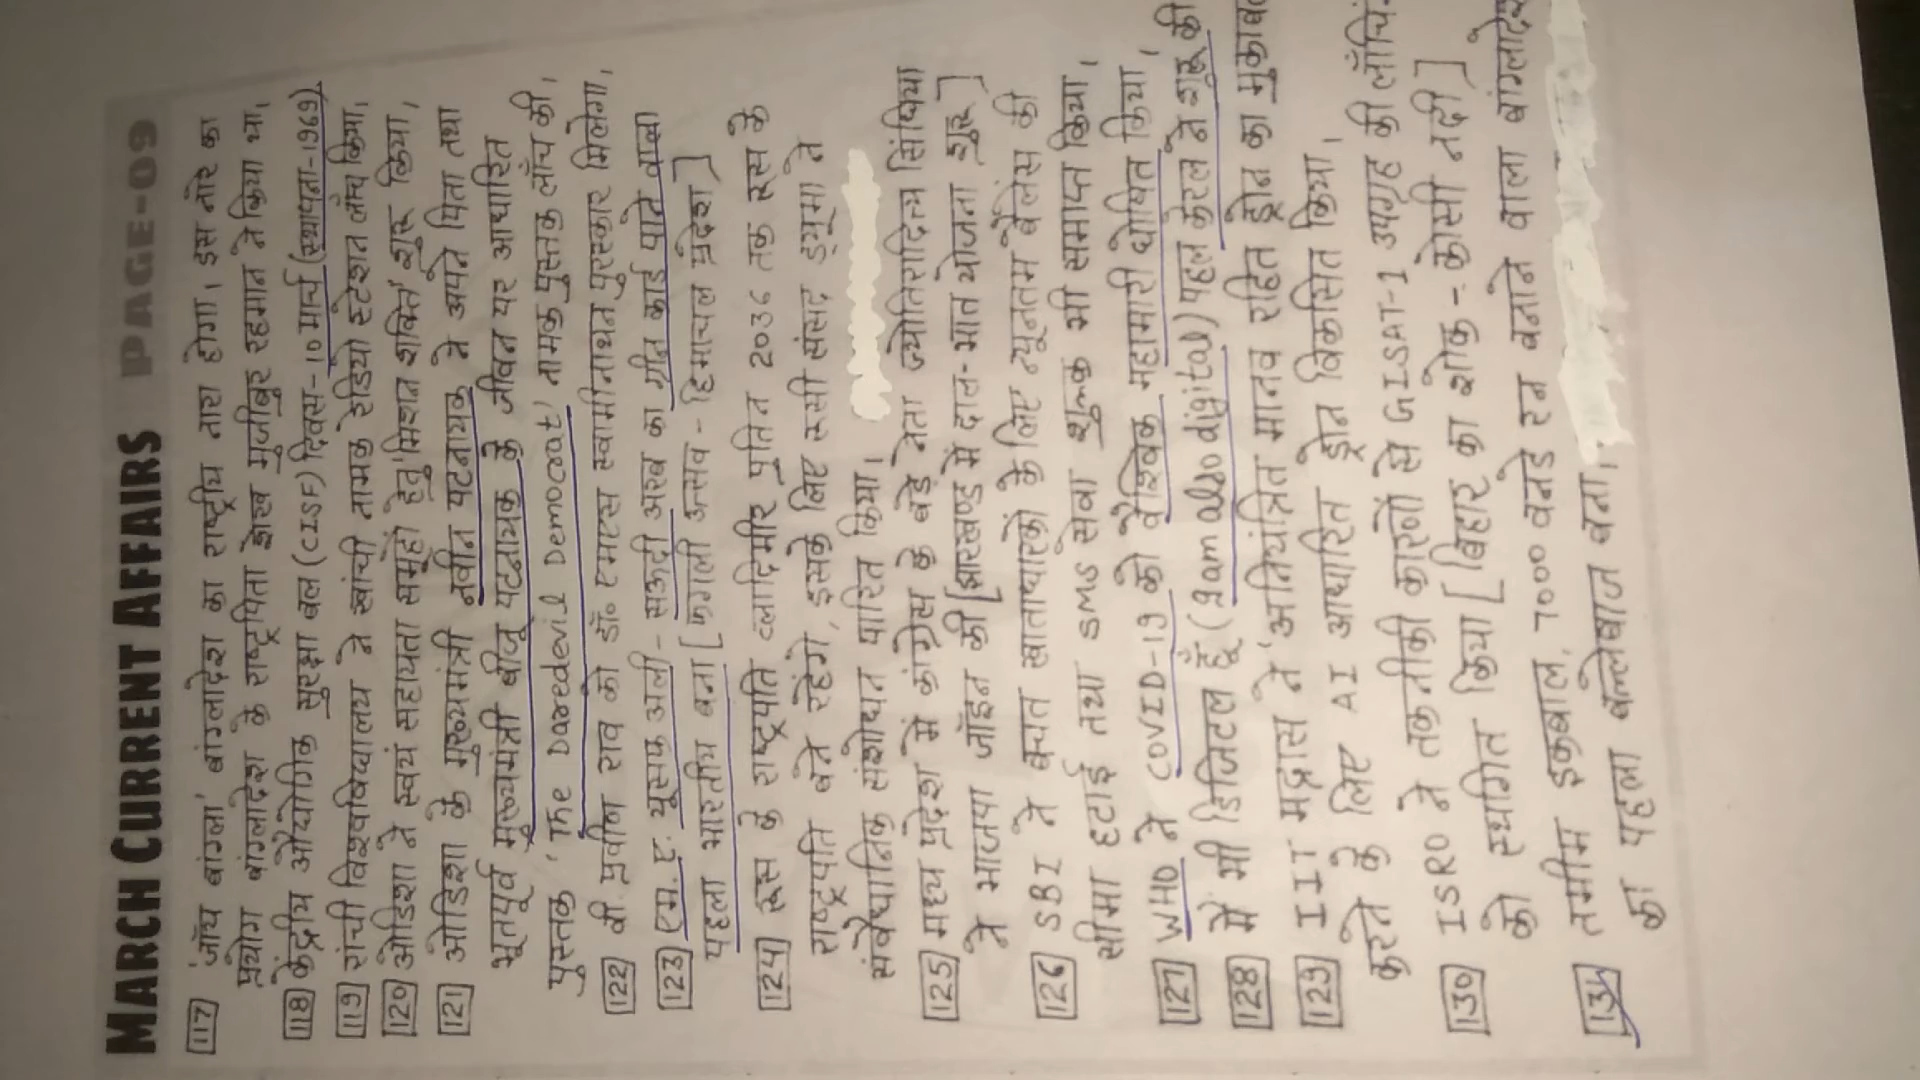 MARCH CURRENT AFFAIRS PAGE-09
117 'जॉय बांग्ला' बांग्लादेश का राष्ट्रीय नारा होगा। इस नारे का
प्रयोग बांग्लादेश के राष्ट्रपिता शेख मुजीबुर रहमान ने किया था।
118 केंद्रीय औद्योगिक सुरक्षा बल (CISF) दिवस-10 मार्च (स्थापना-1969)
119 रांची विश्वविद्यालय ने खांची नामक रेडियो स्टेशन लॉन्च किया।
120 ओडिशा ने स्वयं सहायता समूहों हेतु 'मिशन शक्ति' शुरू किया,
121 ओडिशा के मुख्यमंत्री नवीन पटनायक ने अपने पिता तथा
भूतपूर्व मुख्यमंत्री बीजू पटनायक के जीवन पर आधारित
पुस्तक 'The Daredevil Democrat' नामक पुस्तक लाँच की।
122 वी. प्रवीण राव को डॉ० एमएस स्वामीनाथन पुरस्कार मिलेगा,
123 एम. ए. यूसुफ अली - सऊदी अरब का ग्रीन कार्ड पाने वाला
पहला भारतीय बना [फागली उत्सव - हिमाचल प्रदेश]
124 रूस के राष्ट्रपति व्लादिमीर पुतिन 2036 तक रूस के
राष्ट्रपति बने रहेंगे, इसके लिए रूसी संसद ड्यूमा ने
संवैधानिक संशोधन पारित किया।
125 मध्य प्रदेश में कांग्रेस के बड़े नेता ज्योतिरादित्य सिंधिया
ने भाजपा जॉइन की [झारखण्ड में दाल-भात योजना शुरू]
126 SBI ने बचत खाताधारकों के लिए न्यूनतम बैलेंस की
सीमा हटाई तथा SMS सेवा शुल्क भी समाप्त किया।
127 WHO ने COVID-19 को वैश्विक महामारी घोषित किया,
128 मैं भी डिजिटल हूँ (I am also digital) पहल केरल ने शुरू की
129 IIT मद्रास ने 'अनियंत्रित मानव रहित ड्रोन का मुकाबला
करने के लिए AI आधारित ड्रोन विकसित किया।
130 ISRO ने तकनीकी कारणों से GISAT-1 उपग्रह की लाँचिंग
को स्थगित किया [बिहार का शोक - कोसी नदी]
131 तमीम इकबाल, 7000 वनडे रन बनाने वाला बांग्लादेश
का पहला बल्लेबाज बना।